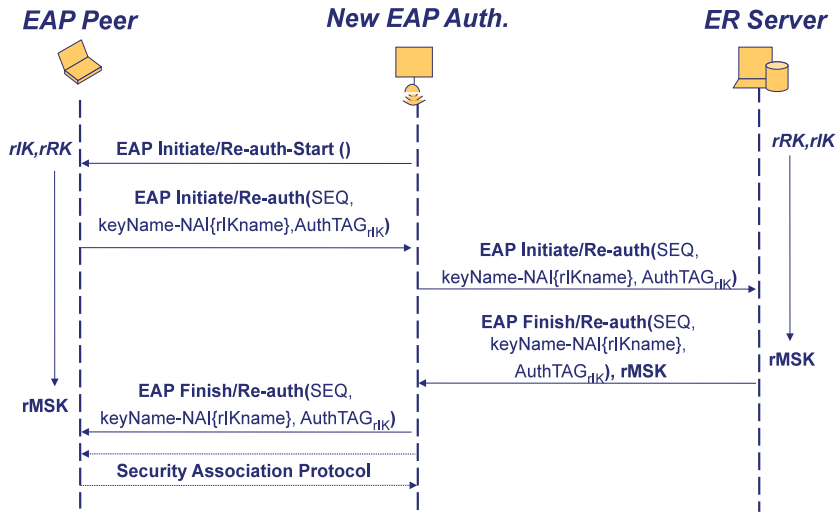 EAP Peer
New EAP Auth.
ER Server
rIK,rRK
rRK,rIK
EAP Initiate/Re-auth-Start ()
EAP Initiate/Re-auth(SEQ,
keyName-NAI{rIKname},AuthTAGrIK)
EAP Initiate/Re-auth(SEQ,
keyName-NAI{rIKname}, AuthTAGrIK)
EAP Finish/Re-auth(SEQ,
keyName-NAI{rIKname},
AuthTAGrIK), rMSK
rMSK
EAP Finish/Re-auth(SEQ,
keyName-NAI{rIKname}, AuthTAGrIK)
rMSK
Security Association Protocol